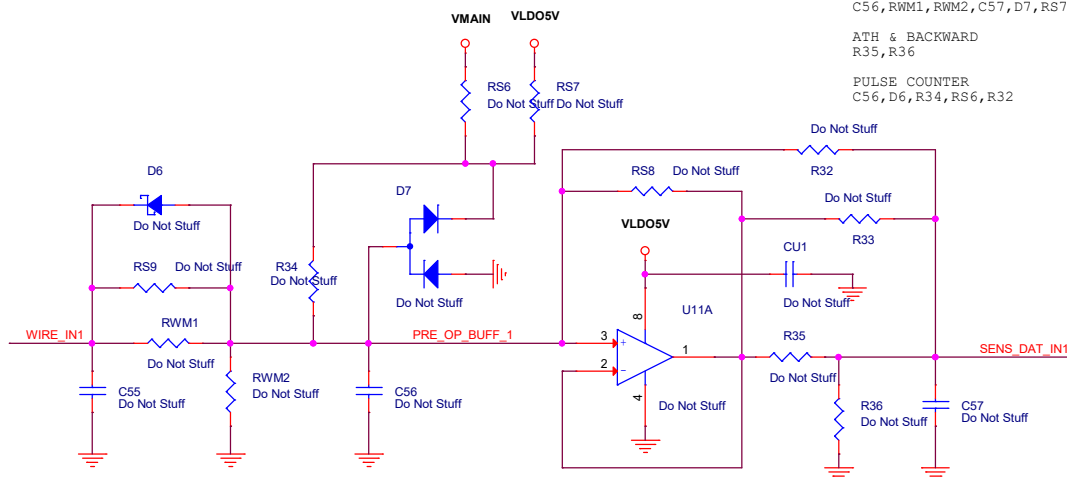 C56,RWM1,RWM2,C57,D7,RS7
ATH & BACKWARD
R35,R36
PULSE COUNTER
C56,D6,R34,RS6,R32
VMAIN
VLDO5V
RS6
Do Not Stuff
RS7
Do Not Stuff
Do Not Stuff
R32
D6
Do Not Stuff
RS8
Do Not Stuff
D7
Do Not Stuff
R33
Do Not Stuff
VLDO5V
CU1
Do Not Stuff
RS9
Do Not Stuff
R34
Do Not Stuff
U11A
8
WIRE_IN1
RWM1
Do Not Stuff
PRE_OP_BUFF_1
3
+
2
-
1
4
Do Not Stuff
R35
Do Not Stuff
SENS_DAT_IN1
C55
Do Not Stuff
RWM2
Do Not Stuff
C56
Do Not Stuff
R36
Do Not Stuff
C57
Do Not Stuff